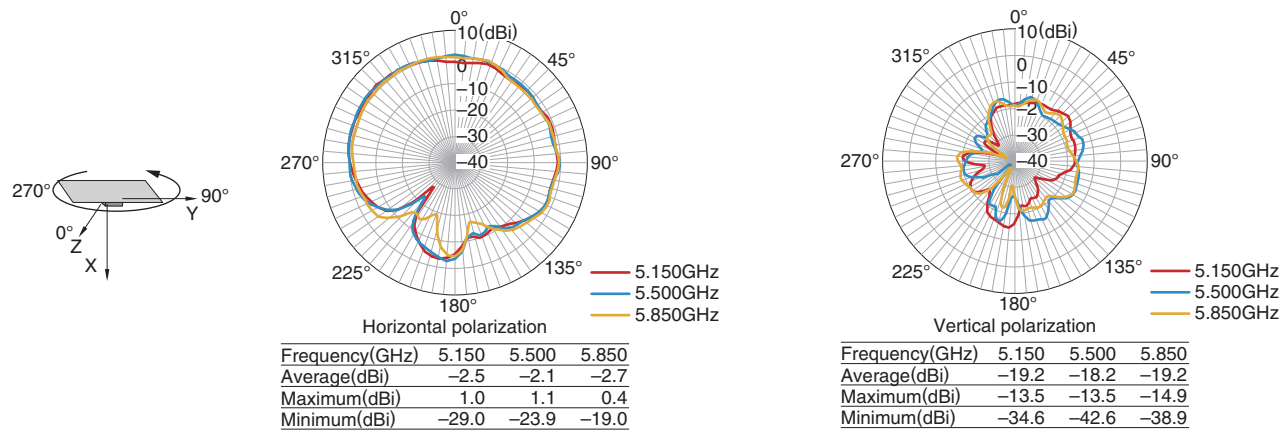 270°
90°
Y
0°
Z
X
0°
10(dBi)
315°
45°
0
−10
−20
−30
−40
270°
90°
225°
135°
180°
5.150GHz
5.500GHz
5.850GHz
Horizontal polarization
Frequency(GHz) 5.150 5.500 5.850
Average(dBi) −2.5 −2.1 −2.7
Maximum(dBi) 1.0 1.1 0.4
Minimum(dBi) −29.0 −23.9 −19.0
0°
10(dBi)
315°
45°
0
−10
−20
−30
−40
270°
90°
225°
135°
180°
5.150GHz
5.500GHz
5.850GHz
Vertical polarization
Frequency(GHz) 5.150 5.500 5.850
Average(dBi) −19.2 −18.2 −19.2
Maximum(dBi) −13.5 −13.5 −14.9
Minimum(dBi) −34.6 −42.6 −38.9